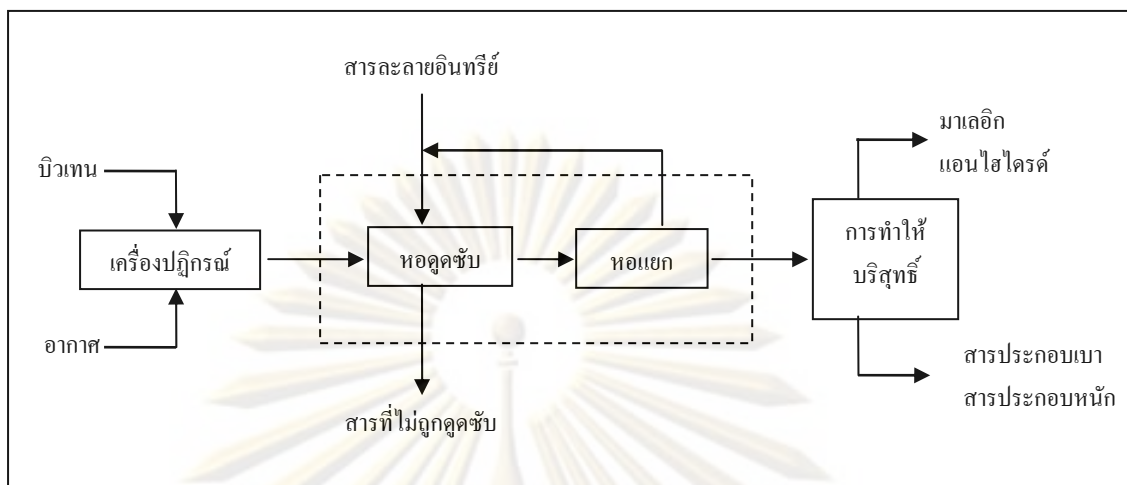 สารละลายอินทรีย์
มาเลอิก
แอนไฮไดรด์
บิวเทน
เครื่องปฏิกรณ์
หอดูดซับ
หอแยก
การทำให้
บริสุทธิ์
อากาศ
สารที่ไม่ถูกดูดซับ
สารประกอบเบา
สารประกอบหนัก